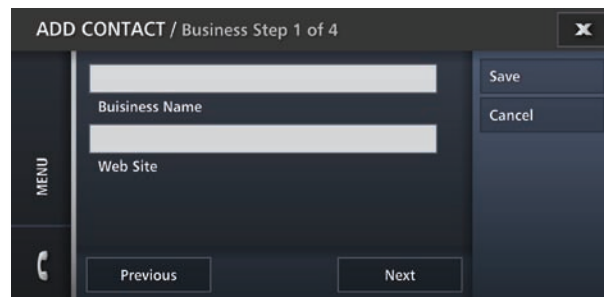 ADD CONTACT / Business Step 1 of 4
Save
Buisiness Name
Cancel
Web Site
MENU
Previous
Next